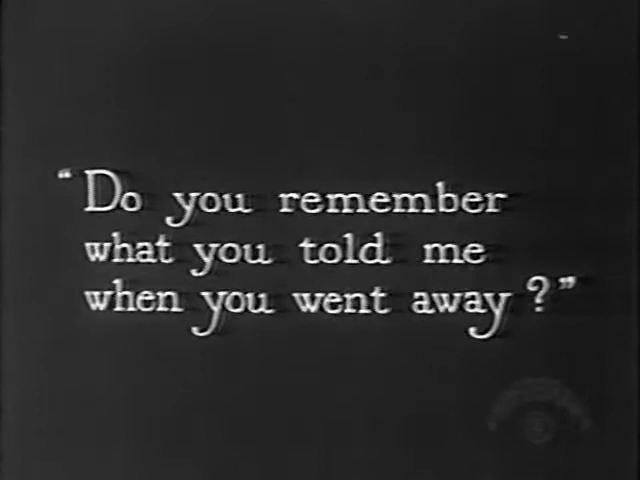 “Do you remember
what you told me
when you went away?”